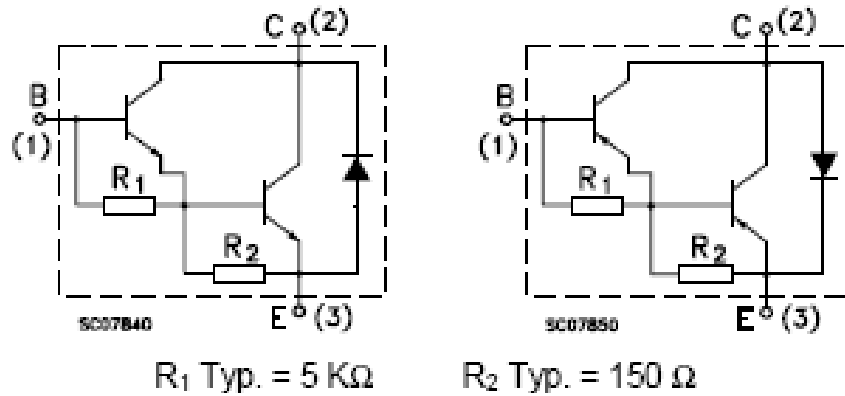 C (2)
B
(1)
R1
R2
E (3)
SC07840
C (2)
B
(1)
R1
R2
E (3)
SC07850
R1 Typ. = 5 KΩ
R2 Typ. = 150 Ω